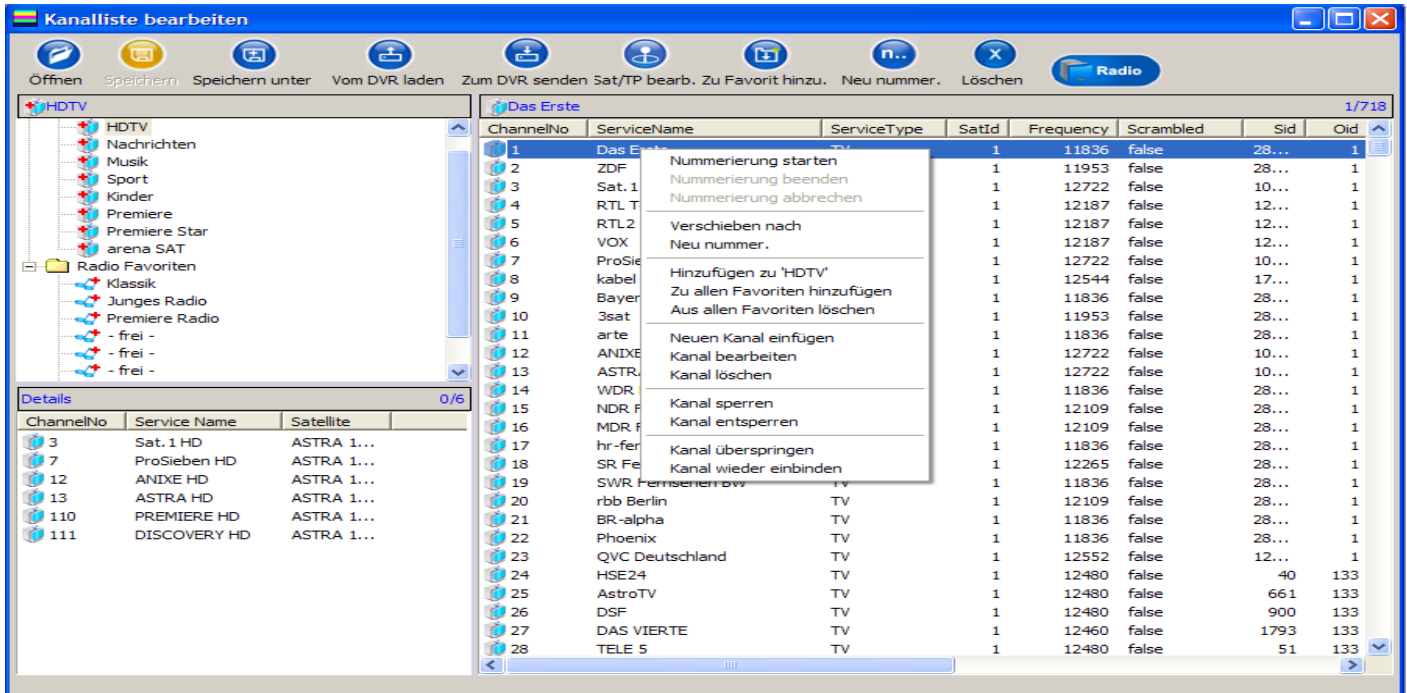 Kanalliste bearbeiten
Öffnen Speichern Speichern unter Vom DVR laden Zum DVR senden Sat/TP bearb. Zu Favorit hinzu. Neu nummer. Löschen Radio
HDTV
HDTV
Nachrichten
Musik
Sport
Kinder
Premiere
Premiere Star
arena SAT
Radio Favoriten
Klassik
Junges Radio
Premiere Radio
- frei -
- frei -
- frei -
Details 0/6
ChannelNo Service Name Satellite
3 Sat.1 HD ASTRA 1...
7 ProSieben HD ASTRA 1...
12 ANIXE HD ASTRA 1...
13 ASTRA HD ASTRA 1...
110 PREMIERE HD ASTRA 1...
111 DISCOVERY HD ASTRA 1...
Das Erste 1/718
ChannelNo ServiceName ServiceType SatId Frequency Scrambled Sid Oid
1 Das 1 11836 false 28... 1
2 ZDF 1 11953 false 28... 1
3 Sat.1 1 12722 false 10... 1
4 RTL 1 12187 false 12... 1
5 RTL2 1 12187 false 12... 1
6 VOX 1 12187 false 12... 1
7 ProSie 1 12722 false 10... 1
8 kabel 1 12544 false 17... 1
9 Bayer 1 11836 false 28... 1
10 3sat 1 11953 false 28... 1
11 arte 1 11836 false 28... 1
12 ANIXE 1 12722 false 10... 1
13 ASTRA 1 12722 false 10... 1
14 WDR 1 11836 false 28... 1
15 NDR F 1 12109 false 28... 1
16 MDR F 1 12109 false 28... 1
17 hr-fer 1 11836 false 28... 1
18 SR Fe 1 12265 false 28... 1
19 SWR Fernsehen BW TV 1 11836 false 28... 1
20 rbb Berlin TV 1 12109 false 28... 1
21 BR-alpha TV 1 11836 false 28... 1
22 Phoenix TV 1 11836 false 28... 1
23 QVC Deutschland TV 1 12552 false 12... 1
24 HSE24 TV 1 12480 false 40 133
25 AstroTV TV 1 12480 false 661 133
26 DSF TV 1 12480 false 900 133
27 DAS VIERTE TV 1 12460 false 1793 133
28 TELE 5 TV 1 12480 false 51 133
Nummerierung starten
Nummerierung beenden
Nummerierung abbrechen
Verschieben nach
Neu nummer.
Hinzufügen zu 'HDTV'
Zu allen Favoriten hinzufügen
Aus allen Favoriten löschen
Neuen Kanal einfügen
Kanal bearbeiten
Kanal löschen
Kanal sperren
Kanal entsperren
Kanal überspringen
Kanal wieder einbinden